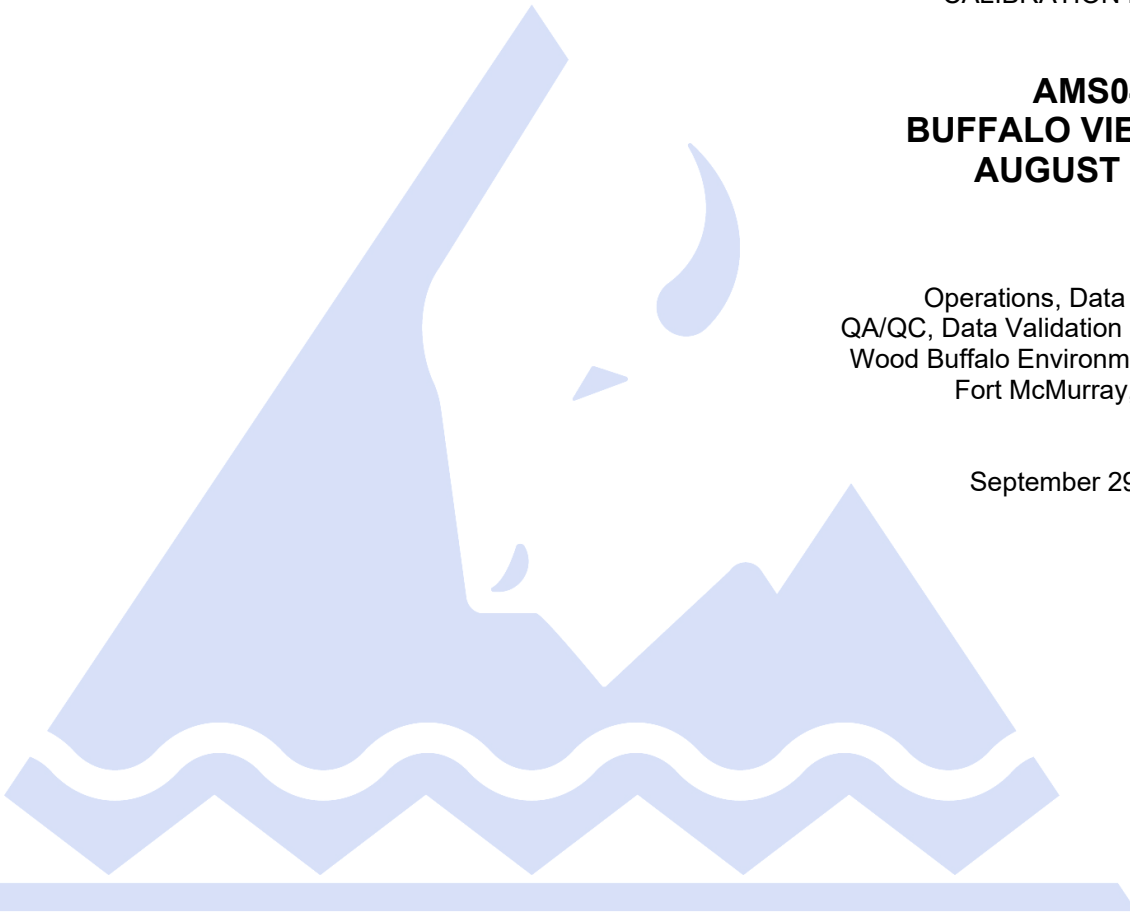 AMS0
BUFFALO VIE
AUGUST
Operations, Data
QA/QC, Data Validation
Wood Buffalo Environm
Fort McMurray,
September 29